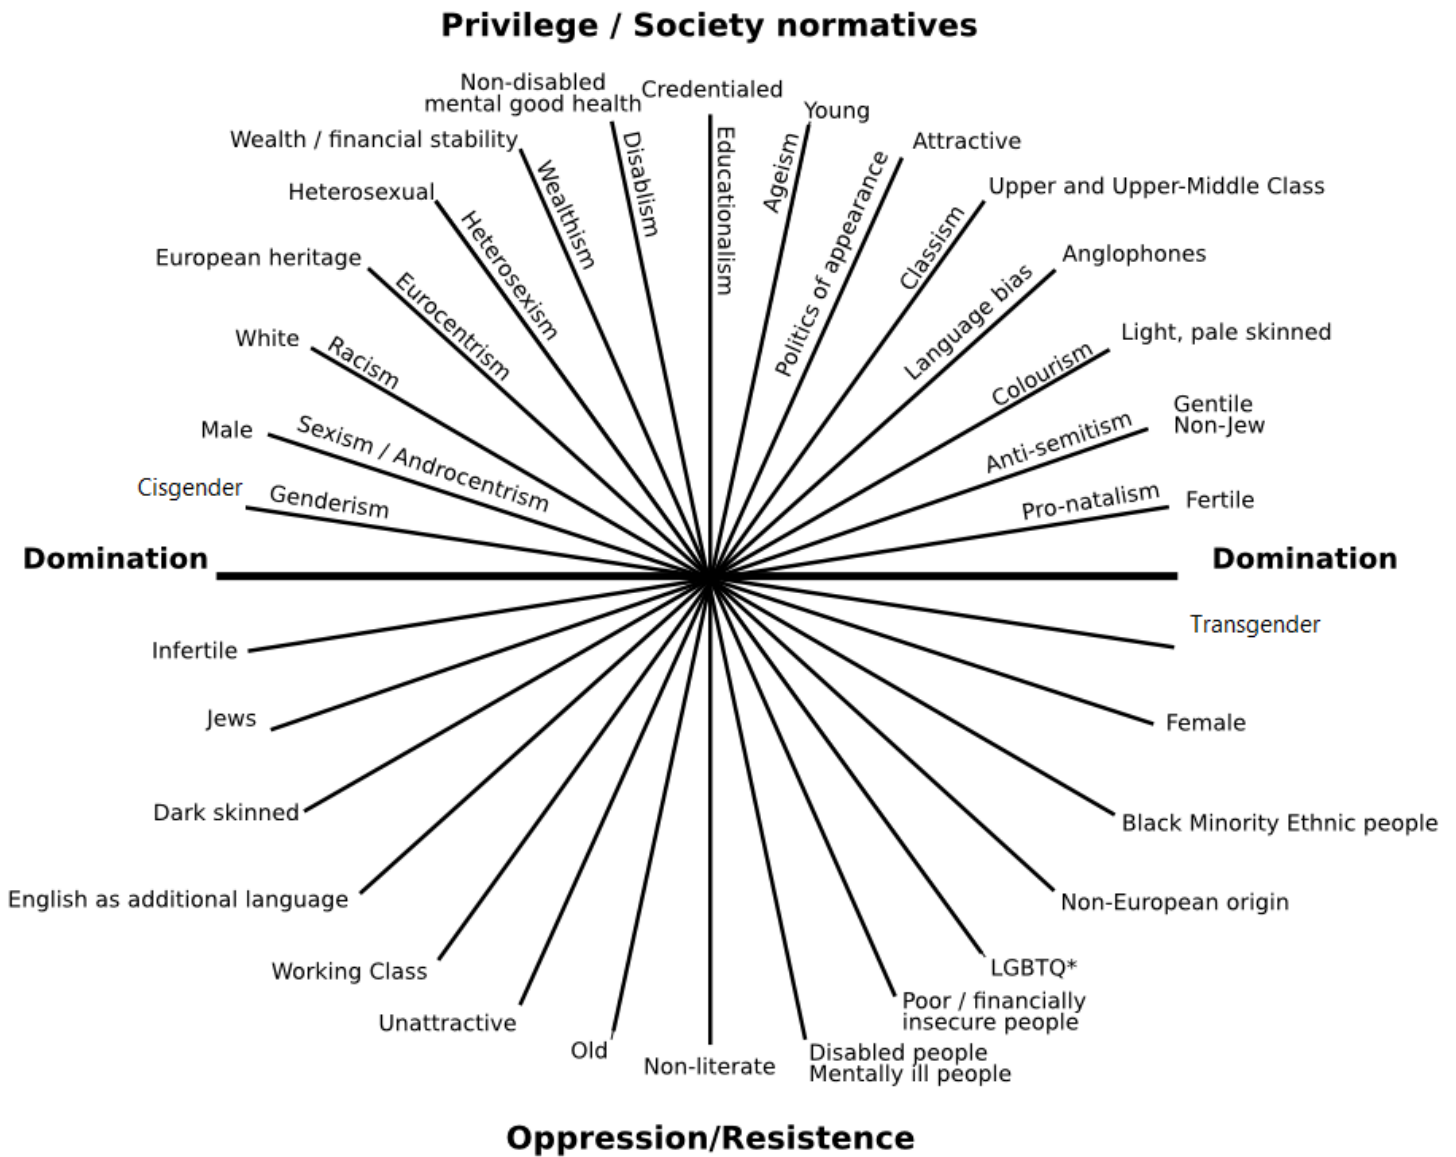 Privilege / Society normatives
Non-disabled
mental good health
Credentialed
Young
Wealth / financial stability
Attractive
Heterosexual
Upper and Upper-Middle Class
European heritage
Anglophones
White
Light, pale skinned
Male
Gentile
Non-Jew
Cisgender
Fertile
Genderism
Sexism / Androcentrism
Racism
Eurocentrism
Heterosexism
Wealthism
Disablism
Educationalism
Ageism
Politics of appearance
Classism
Language bias
Colourism
Anti-semitism
Pro-natalism
Domination
Domination
Infertile
Transgender
Jews
Female
Dark skinned
Black Minority Ethnic people
English as additional language
Non-European origin
Working Class
LGBTQ*
Unattractive
Poor / financially
insecure people
Old
Non-literate
Disabled people
Mentally ill people
Oppression/Resistence